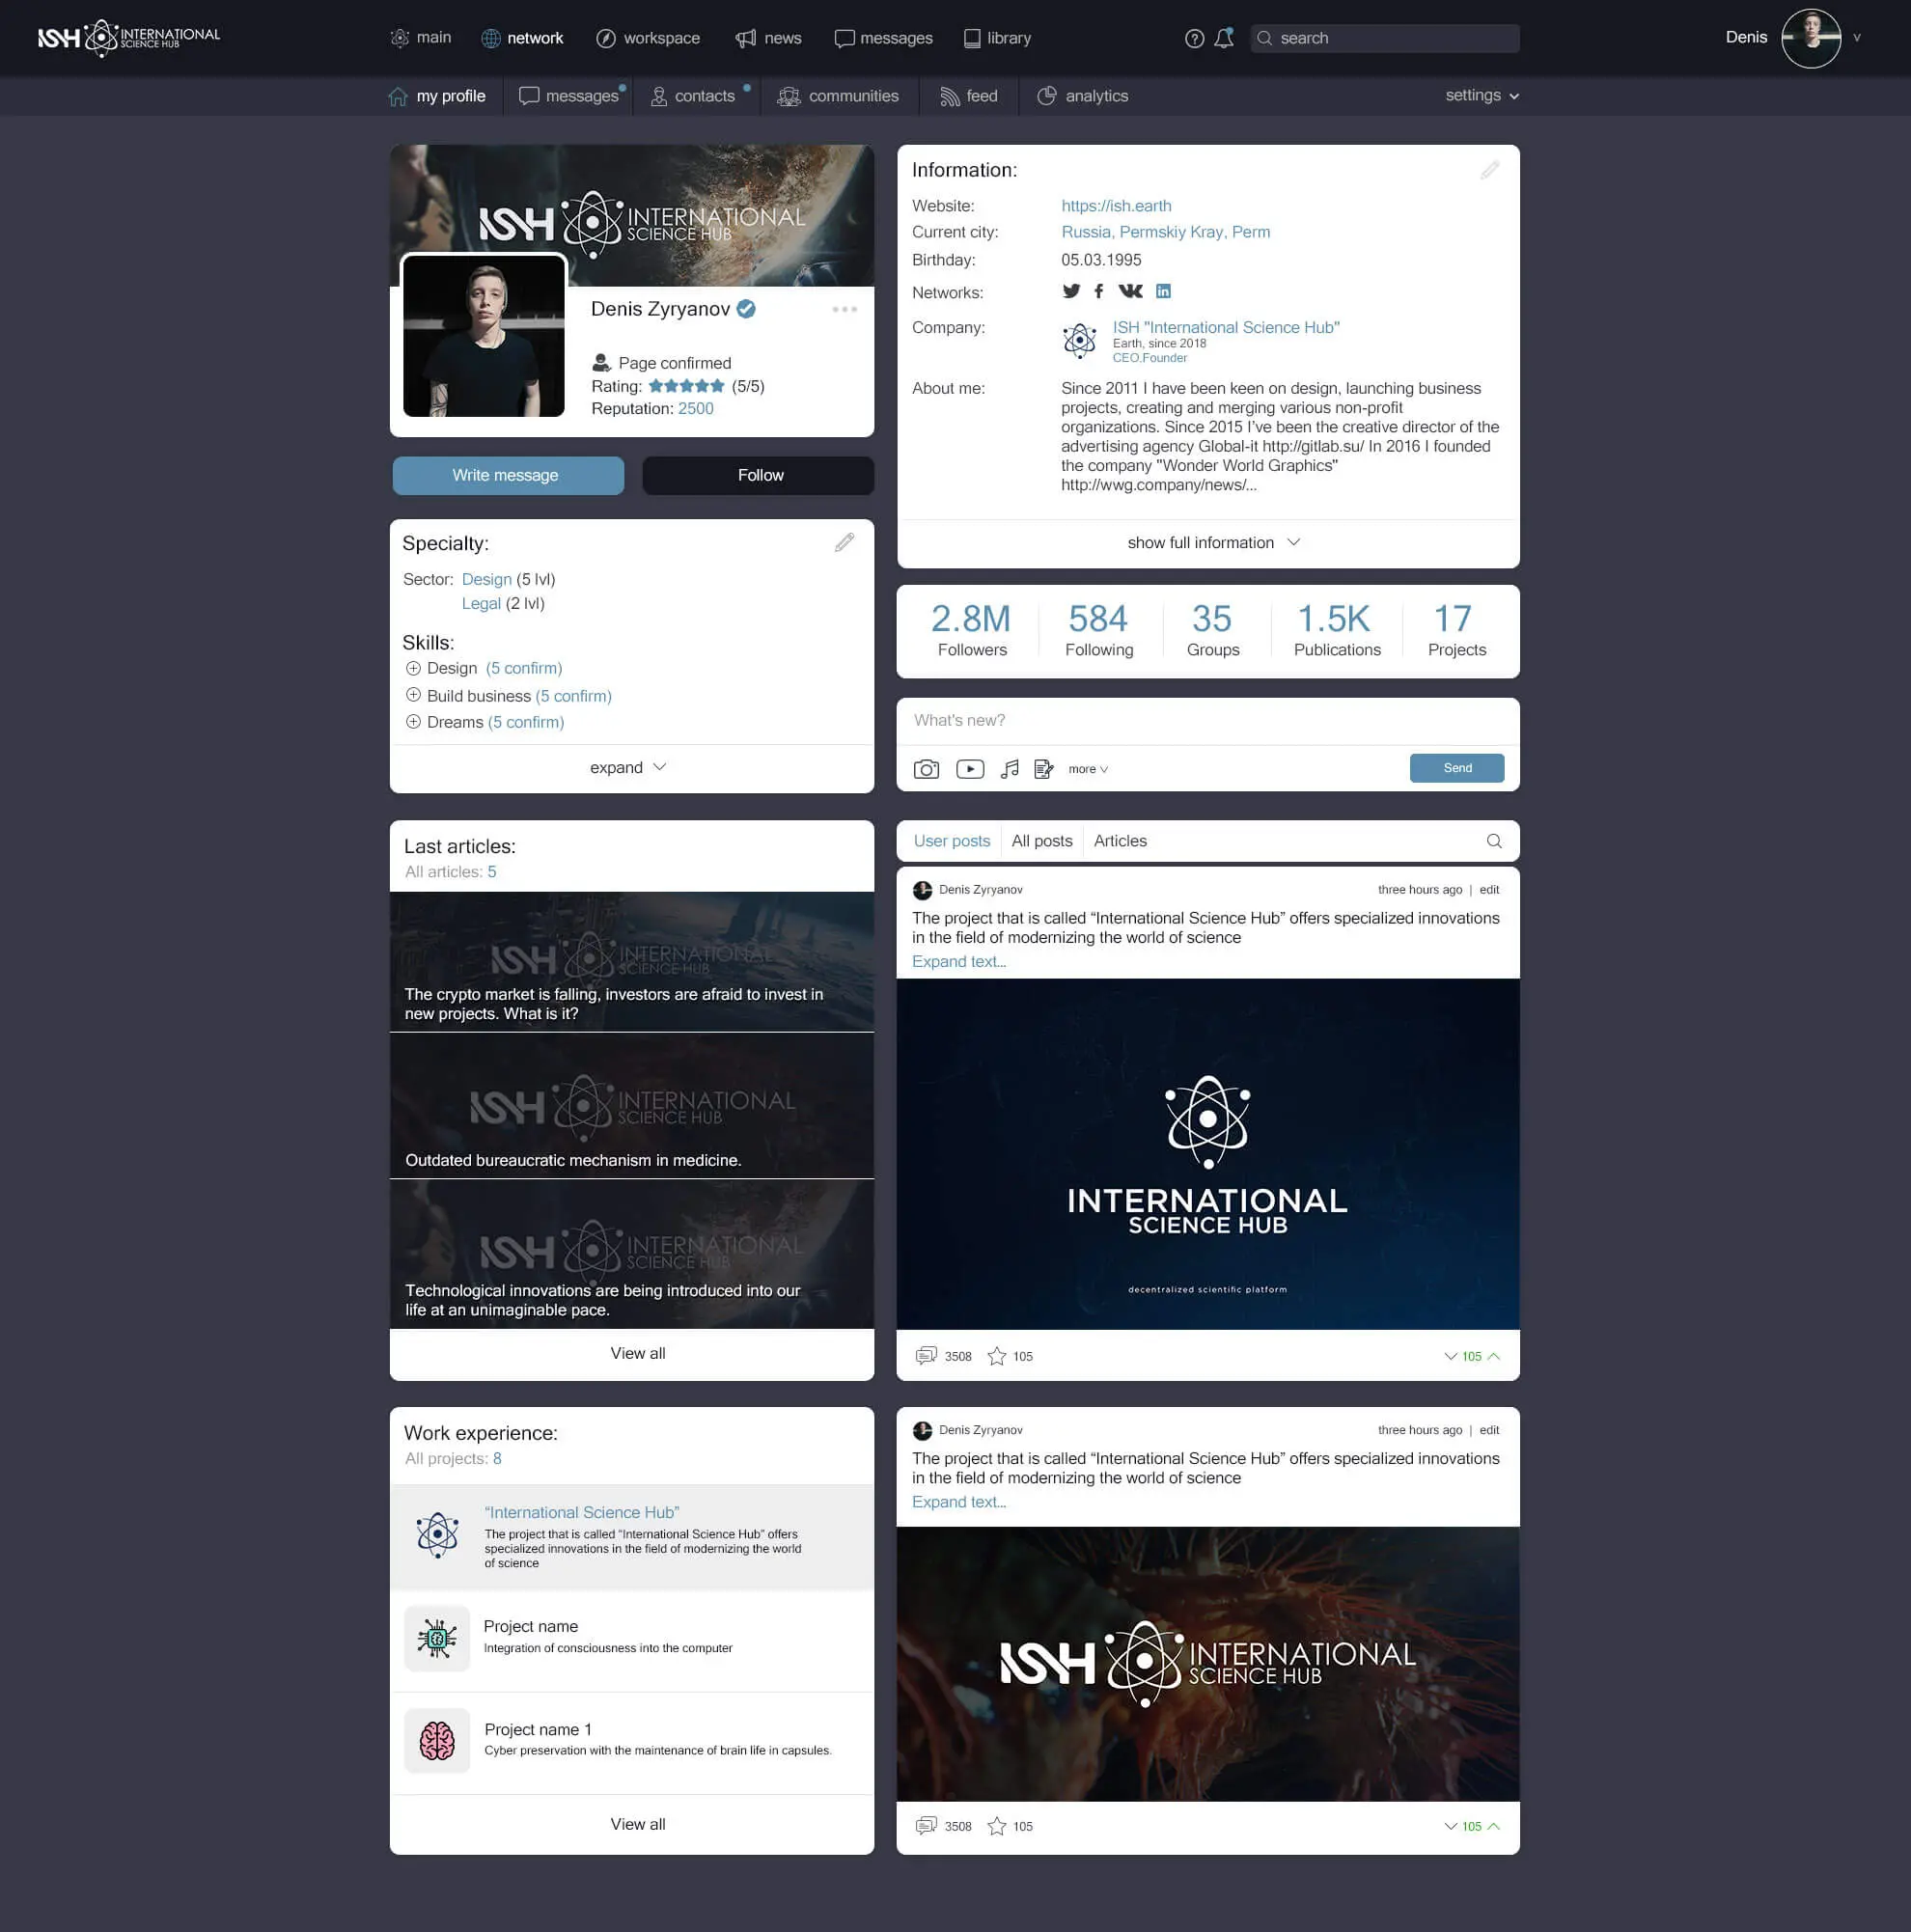 ISH INTERNATIONAL
SCIENCE HUB
main
network
workspace
news
messages
library
search
Denis
my profile
messages
contacts
communities
feed
analytics
settings
ISH INTERNATIONAL
SCIENCE HUB
Denis Zyryanov
Page confirmed
Rating: (5/5)
Reputation: 2500
Write message
Follow
Information:
Website: https://ish.earth
Current city: Russia, Permskiy Kray, Perm
Birthday: 05.03.1995
Networks:
Company: ISH "International Science Hub"
Earth, since 2018
CEO.Founder
About me: Since 2011 I have been keen on design, launching business
projects, creating and merging various non-profit
organizations. Since 2015 I've been the creative director of the
advertising agency Global-it http://gitlab.su/ In 2016 I founded
the company "Wonder World Graphics"
http://wwg.company/news/...
show full information
Specialty:
Sector: Design (5 lvl)
Legal (2 lvl)
Skills:
Design (5 confirm)
Build business (5 confirm)
Dreams (5 confirm)
expand
2.8M
Followers
584
Following
35
Groups
1.5K
Publications
17
Projects
What's new?
more
Send
Last articles:
All articles: 5
ISH INTERNATIONAL
SCIENCE HUB
The crypto market is falling, investors are afraid to invest in
new projects. What is it?
ISH INTERNATIONAL
SCIENCE HUB
Outdated bureaucratic mechanism in medicine.
ISH INTERNATIONAL
SCIENCE HUB
Technological innovations are being introduced into our
life at an unimaginable pace.
View all
User posts
All posts
Articles
Denis Zyryanov
three hours ago | edit
The project that is called “International Science Hub” offers specialized innovations
in the field of modernizing the world of science
Expand text...
INTERNATIONAL
SCIENCE HUB
decentralized scientific platform
3508
105
105
Work experience:
All projects: 8
“International Science Hub”
The project that is called “International Science Hub” offers
specialized innovations in the field of modernizing the world
of science
Project name
Integration of consciousness into the computer
Project name 1
Cyber preservation with the maintenance of brain life in capsules.
View all
Denis Zyryanov
three hours ago | edit
The project that is called “International Science Hub” offers specialized innovations
in the field of modernizing the world of science
Expand text...
ISH INTERNATIONAL
SCIENCE HUB
3508
105
105